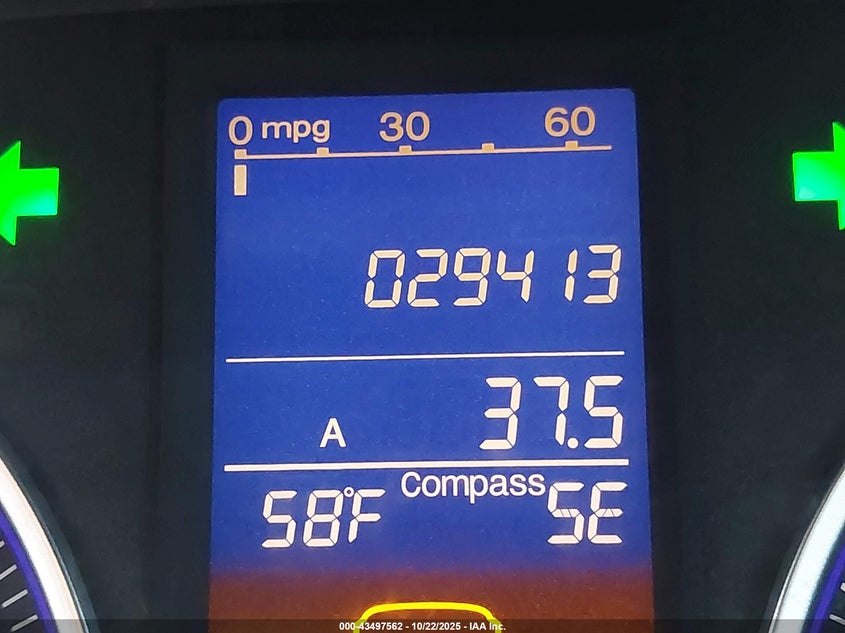 0 mpg 30 60
029413
A 37.5
58°F Compass SE
000-43497562 - 10/22/2025 - IAA Inc.